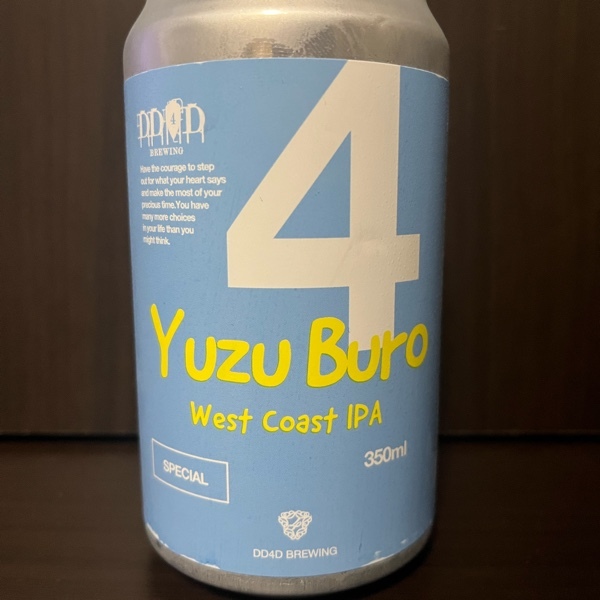 4
DD4D
BREWING
Have the courage to step
out for what your heart says
and make the most of your
precious time.You have
many more choices
in your life than you
might think.
Yuzu Buro
West Coast IPA
350ml
SPECIAL
DD4D BREWING